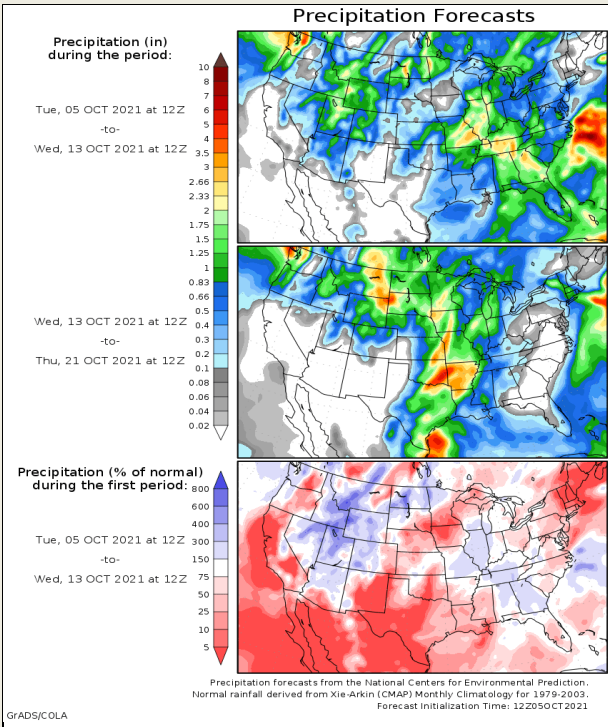 Precipitation Forecasts
Precipitation (in)
during the period:
Tue, 05 OCT 2021 at 12Z
-to-
Wed, 13 OCT 2021 at 12Z
10
8
7
6
5
4
3.5
3
2.66
2.33
2
1.75
1.5
1.25
1
0.83
0.66
0.5
0.4
0.3
0.2
0.1
0.08
0.06
0.04
0.02
Wed, 13 OCT 2021 at 12Z
-to-
Thu, 21 OCT 2021 at 12Z
Precipitation (% of normal)
during the first period:
Tue, 05 OCT 2021 at 12Z
-to-
Wed, 13 OCT 2021 at 12Z
800
600
400
300
150
75
50
25
10
5
Precipitation forecasts from the National Centers for Environmental Prediction.
Normal rainfall derived from Xie-Arkin (CMAP) Monthly Climatology for 1979-2003.
Forecast Initialization Time: 12Z05OCT2021
GrADS/COLA